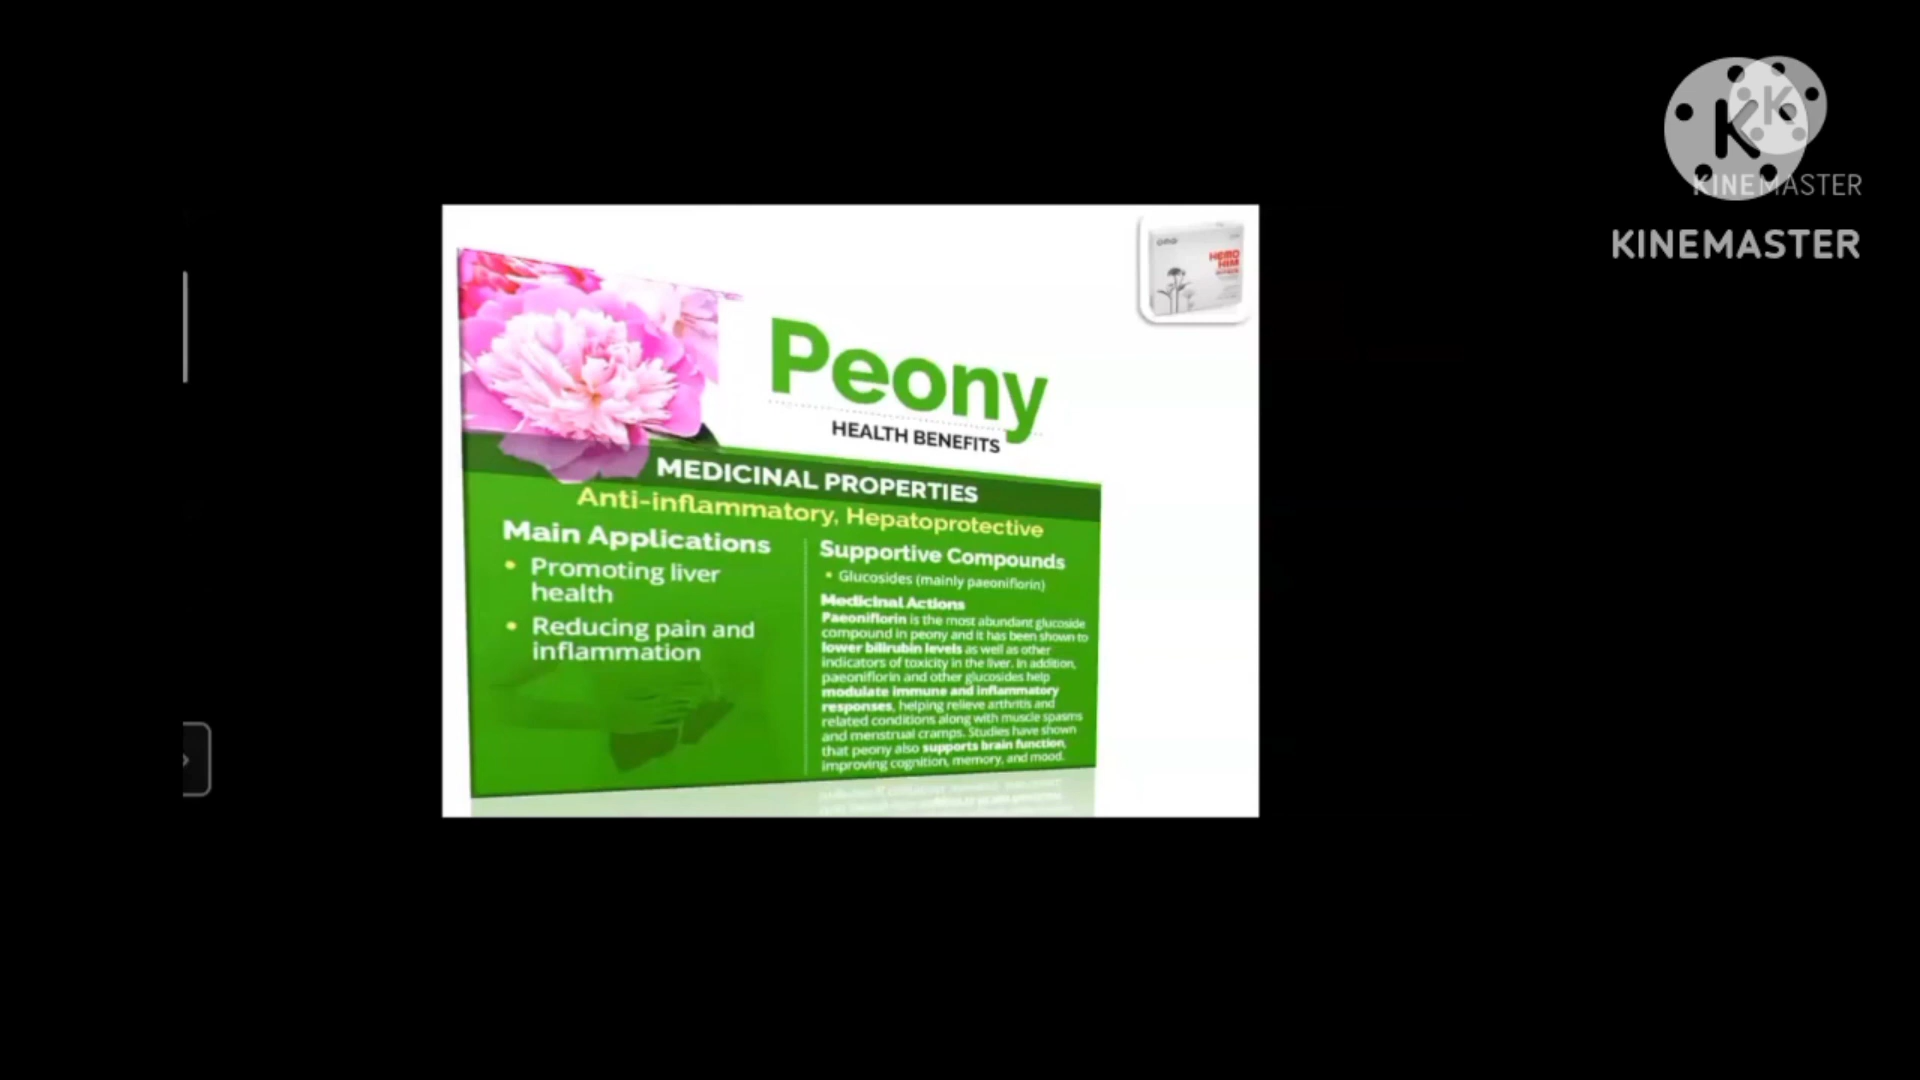 KINEMASTER
KINEMASTER
HEMO
HIM
Peony
HEALTH BENEFITS
MEDICINAL PROPERTIES
Anti-inflammatory, Hepatoprotective
Main Applications
• Promoting liver
health
• Reducing pain and
inflammation
Supportive Compounds
• Glucosides (mainly paeoniflorin)
Medicinal Actions
Paeoniflorin is the most abundant glucoside
compound in peony and it has been shown to
lower bilirubin levels as well as other
indicators of toxicity in the liver. In addition,
paeoniflorin and other glucosides help
modulate immune and inflammatory
responses, helping relieve arthritis and
related conditions along with muscle spasms
and menstrual cramps. Studies have shown
that peony also supports brain function,
improving cognition, memory, and mood.